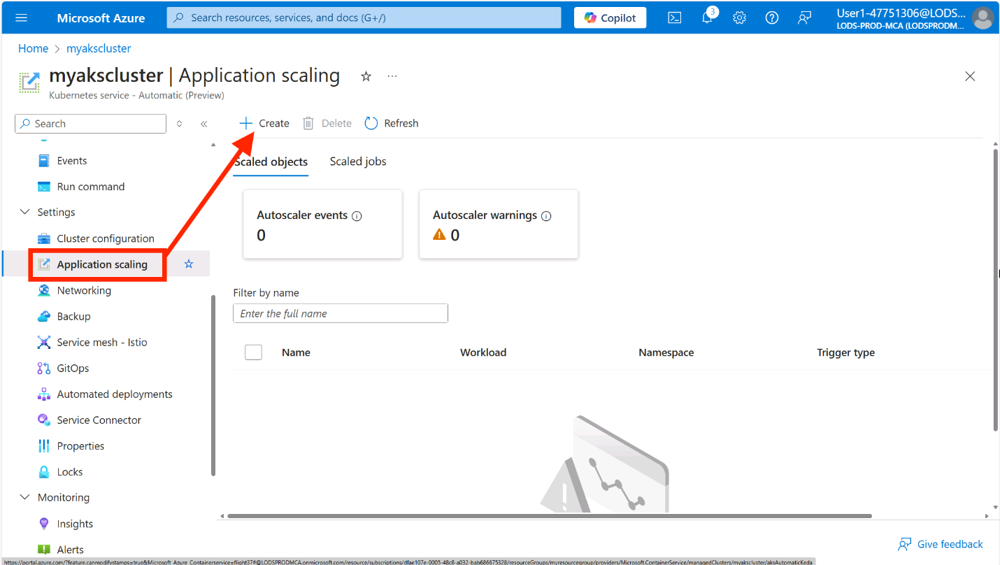 Microsoft Azure
Search resources, services, and docs (G+/)
Copilot
3
User1-47751306@LODS...
LODS-PROD-MCA (LODSPRODM...
Home > myakscluster
myakscluster | Application scaling
Kubernetes service - Automatic (Preview)
Search
Create
Delete
Refresh
Events
Run command
Settings
Cluster configuration
Application scaling
Networking
Backup
Service mesh - Istio
GitOps
Automated deployments
Service Connector
Properties
Locks
Monitoring
Insights
Alerts
Scaled objects
Scaled jobs
Autoscaler events
0
Autoscaler warnings
0
Filter by name
Enter the full name
Name Workload Namespace Trigger type
Give feedback
https://portal.azure.com/?feature.canmodifystamps=true&Microsoft_Azure_Containerservice=flight37#@LODSPRODMCA.onmicrosoft.com/resource/subscriptions/dfae107e-0005-48c8-a032-bab686675328/resourceGroups/myresourcegroup/providers/Microsoft.ContainerService/managedClusters/myakscluster/aksAutomaticKeda